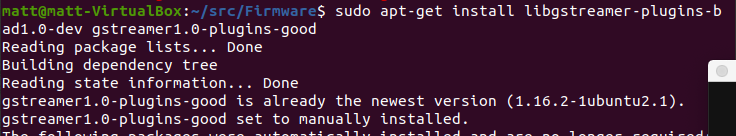 matt@matt-VirtualBox:~/src/Firmware$ sudo apt-get install libgstreamer-plugins-b
ad1.0-dev gstreamer1.0-plugins-good
Reading package lists... Done
Building dependency tree
Reading state information... Done
gstreamer1.0-plugins-good is already the newest version (1.16.2-1ubuntu2.1).
gstreamer1.0-plugins-good set to manually installed.
The following packages were automatically installed and are no longer required: